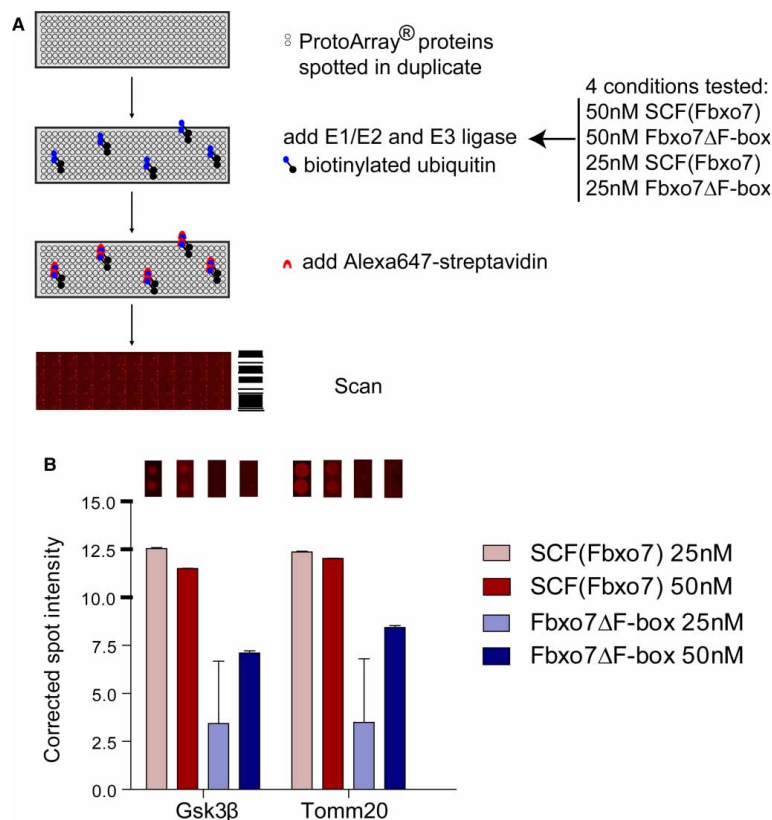 A
ProtoArray® proteins
spotted in duplicate
4 conditions tested:
50nM SCF(Fbxo7)
50nM Fbxo7ΔF-box
25nM SCF(Fbxo7)
25nM Fbxo7ΔF-box
add E1/E2 and E3 ligase
biotinylated ubiquitin
add Alexa647-streptavidin
Scan
B
Corrected spot intensity
15.0
12.5
10.0
7.5
5.0
2.5
0.0
Gsk3β
Tomm20
SCF(Fbxo7) 25nM
SCF(Fbxo7) 50nM
Fbxo7ΔF-box 25nM
Fbxo7ΔF-box 50nM